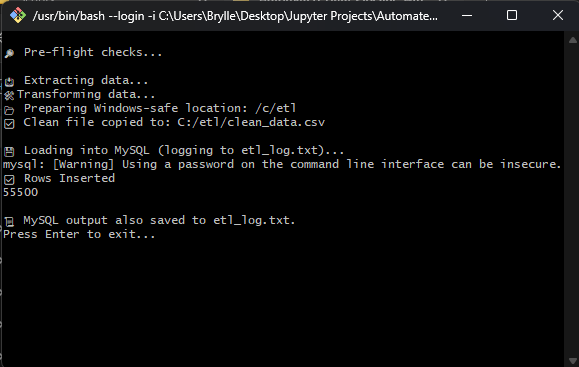 /usr/bin/bash --login -i C:\Users\Brylle\Desktop\Jupyter Projects\Automate...
Pre-flight checks...
Extracting data...
Transforming data...
Preparing Windows-safe location: /c/etl
Clean file copied to: C:/etl/clean_data.csv
Loading into MySQL (logging to etl_log.txt)...
mysql: [Warning] Using a password on the command line interface can be insecure.
Rows Inserted
55500
MySQL output also saved to etl_log.txt.
Press Enter to exit...